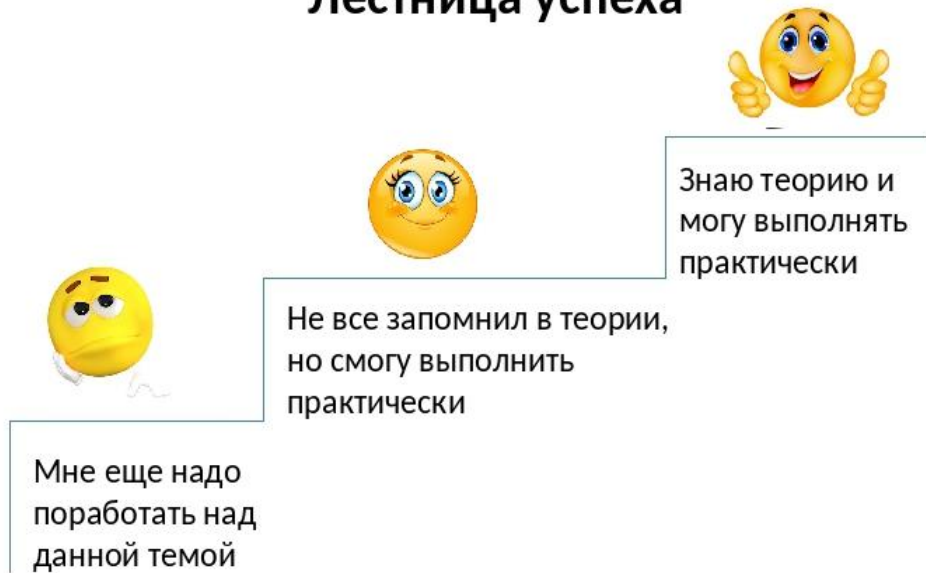 Лестница успеха
Знаю теорию и
могу выполнять
практически
Не все запомнил в теории,
но смогу выполнить
практически
Мне еще надо
поработать над
данной темой